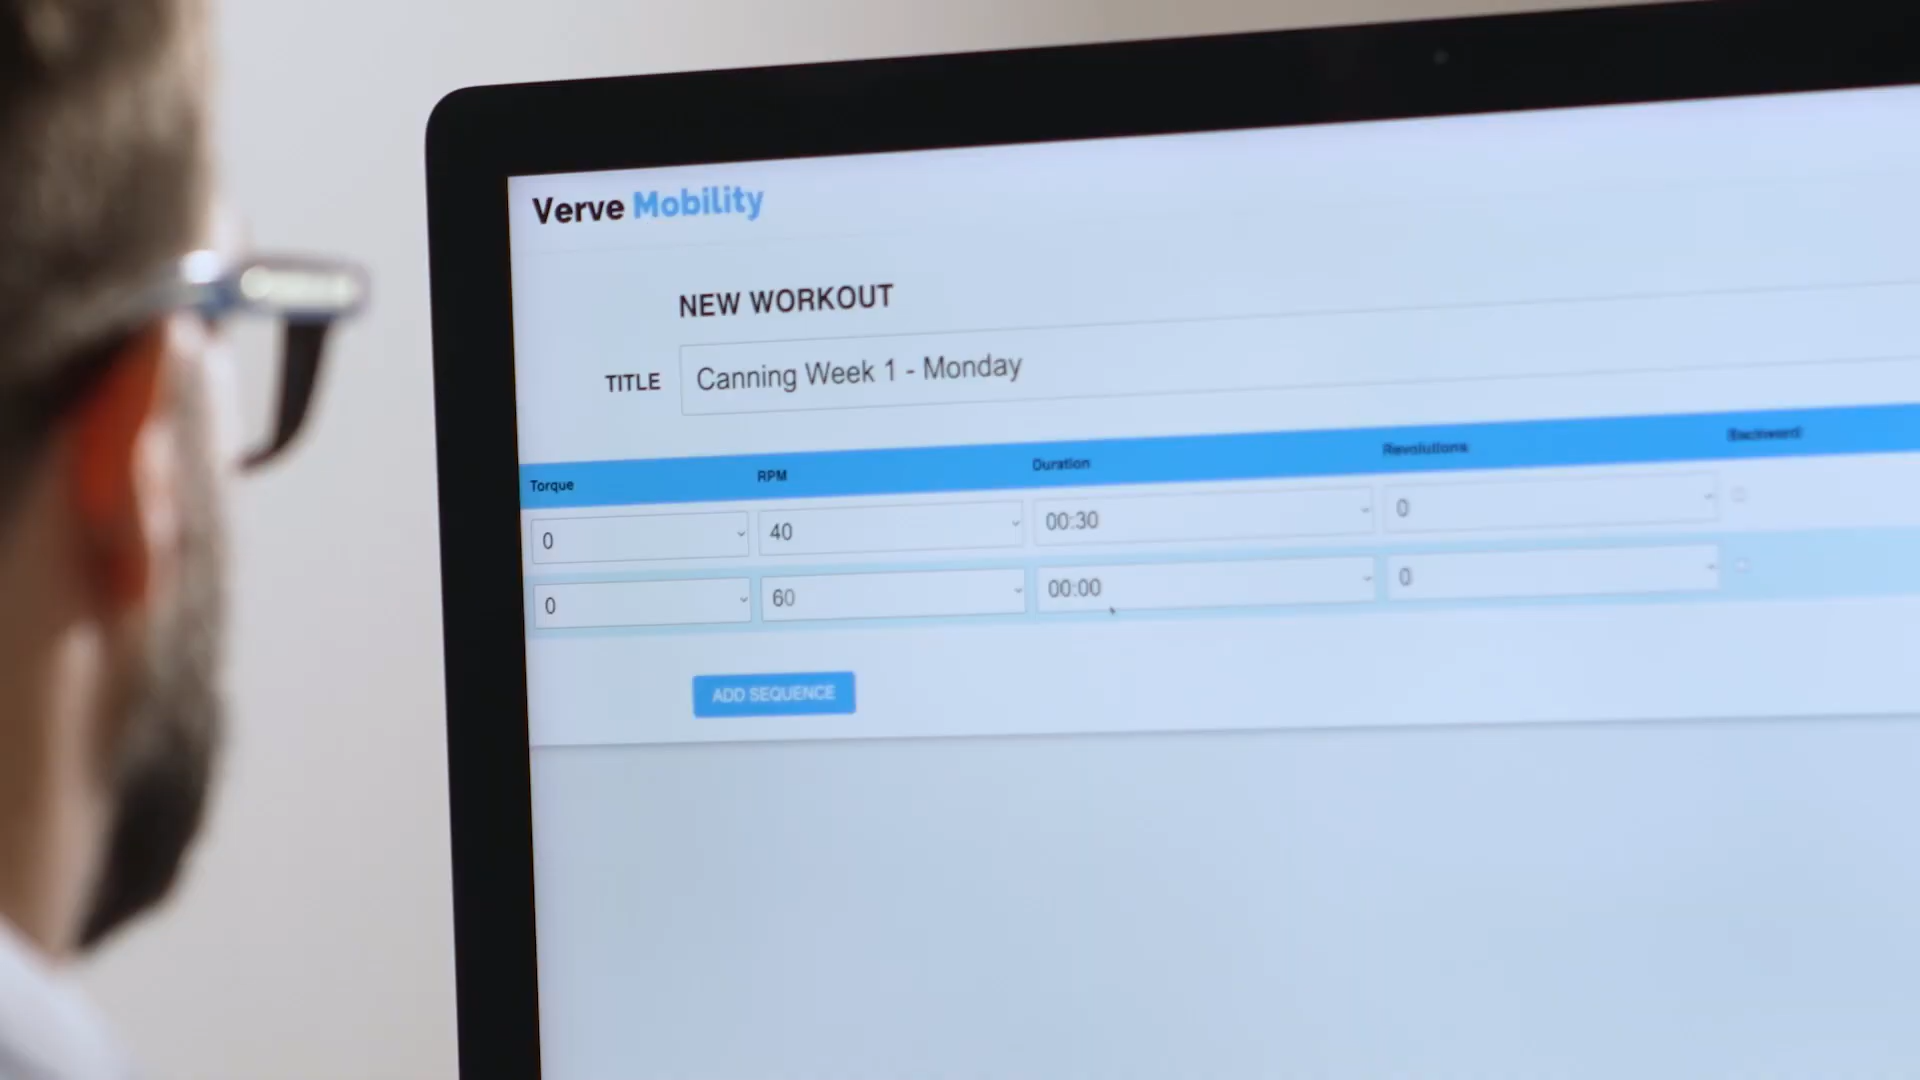 Verve Mobility
NEW WORKOUT
TITLE Canning Week 1 - Monday
Torque RPM Duration Revolutions Backward
0 40 00:30 0
0 60 00:00 0
ADD SEQUENCE